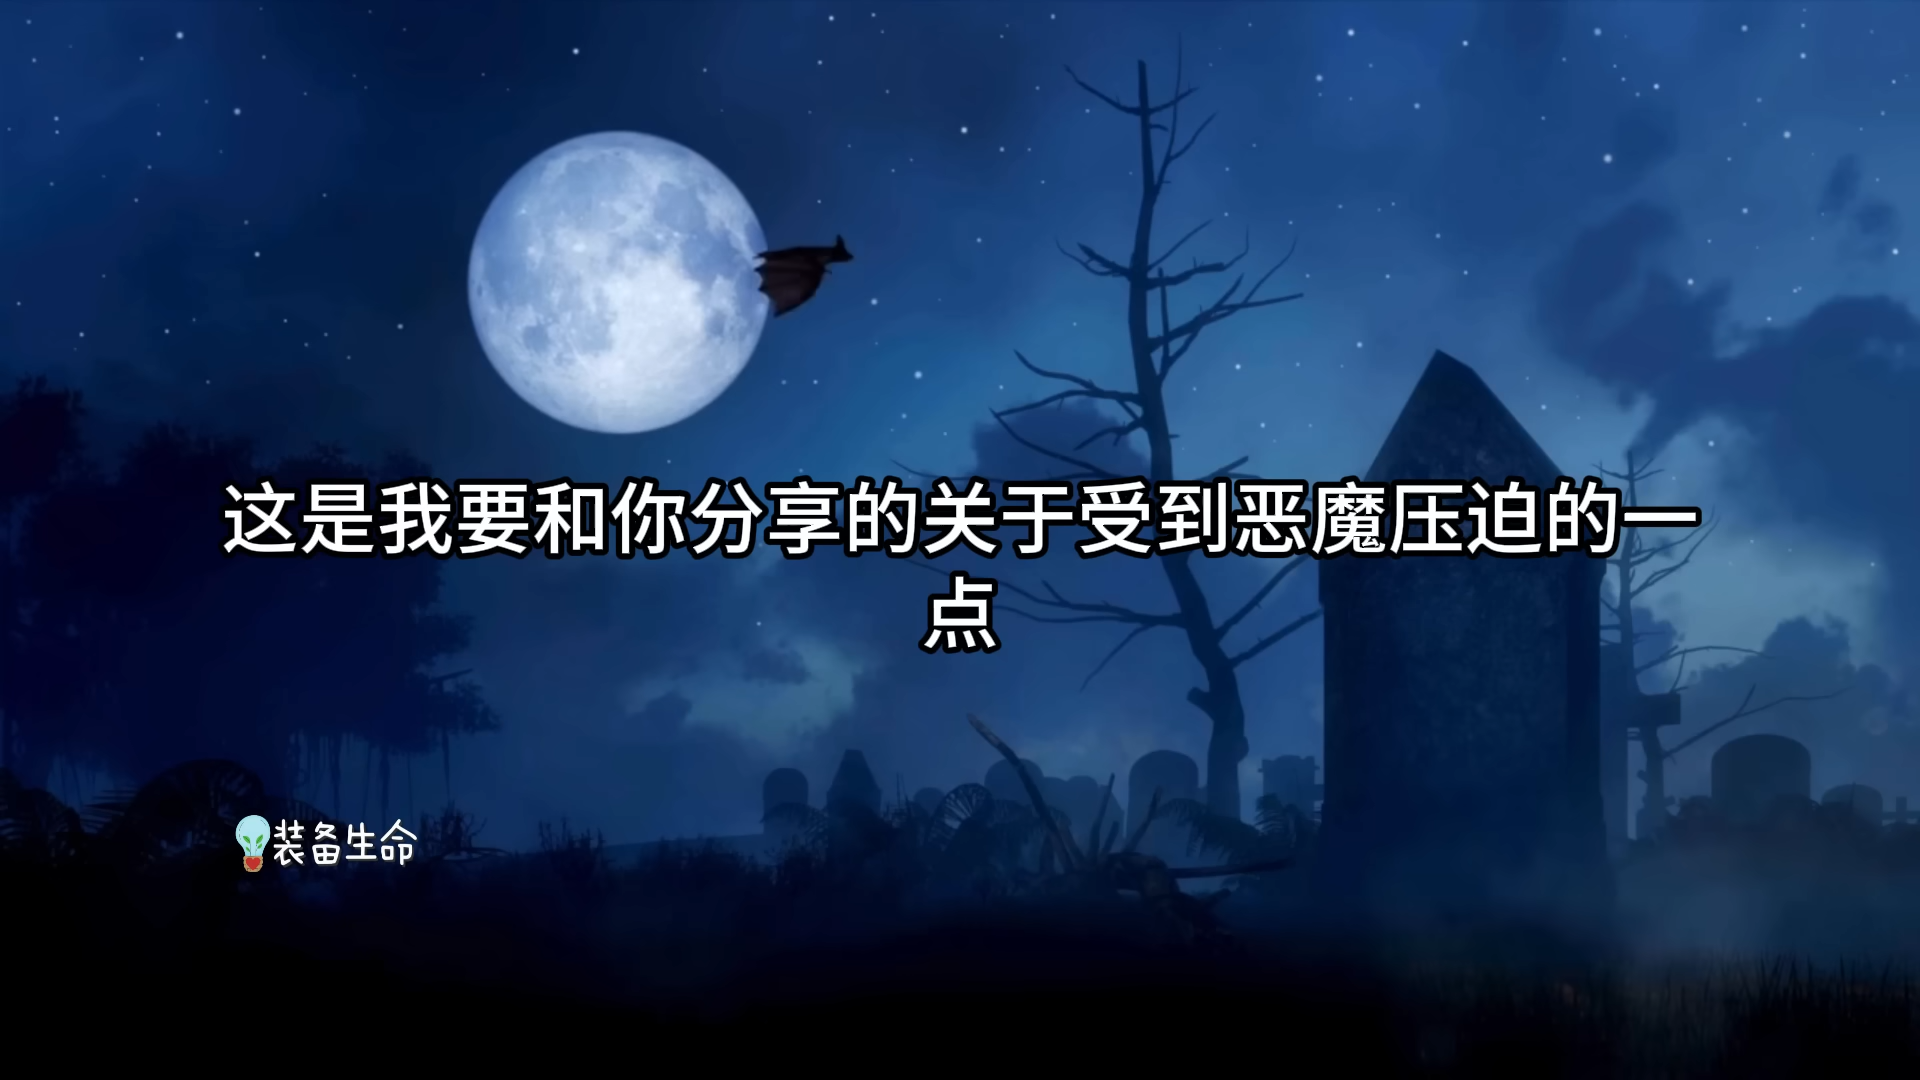 这是我要和你分享的关于受到恶魔压迫的一
点
装备生命